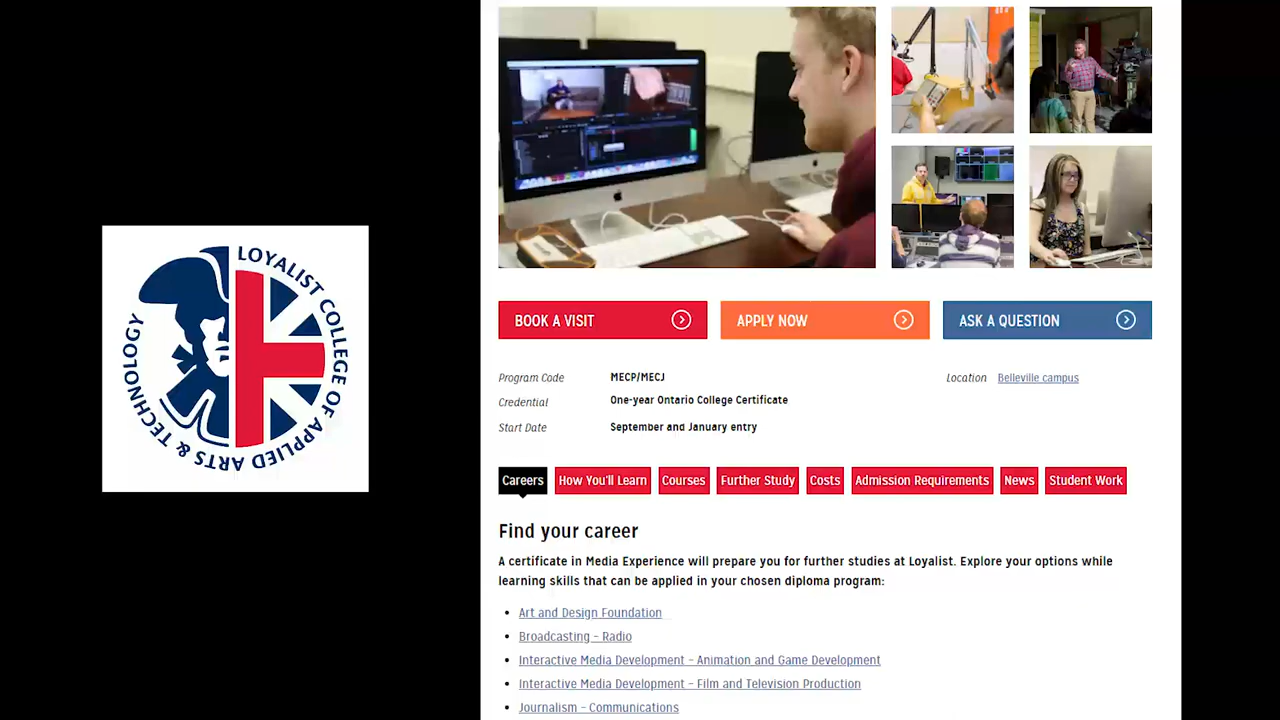 LOYALIST COLLEGE OF APPLIED ARTS & TECHNOLOGY
BOOK A VISIT
APPLY NOW
ASK A QUESTION
Program Code MECP/MECJ
Location Belleville campus
Credential One-year Ontario College Certificate
Start Date September and January entry
Careers How You'll Learn Courses Further Study Costs Admission Requirements News Student Work
Find your career
A certificate in Media Experience will prepare you for further studies at Loyalist. Explore your options while
learning skills that can be applied in your chosen diploma program:
• Art and Design Foundation
• Broadcasting – Radio
• Interactive Media Development – Animation and Game Development
• Interactive Media Development – Film and Television Production
• Journalism – Communications